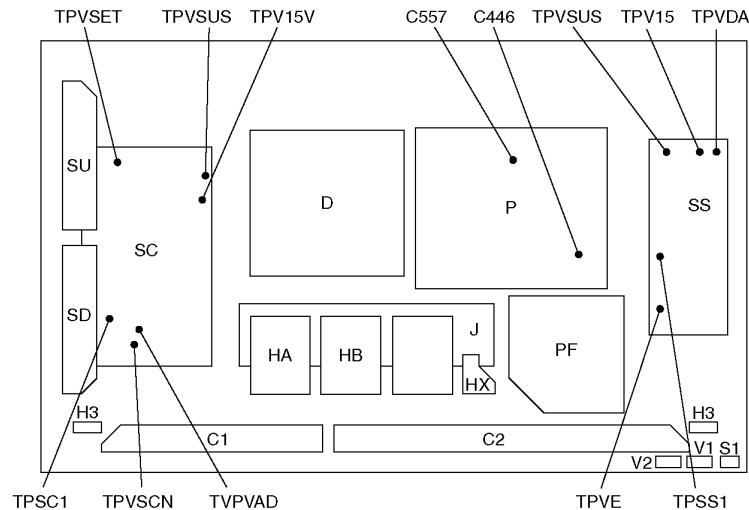 TPVSET TPVSUS TPV15V C557 C446 TPVSUS TPV15 TPVDA
SU
D
P
SS
SC
SD
J
HA
HB
PF
HX
H3
H3
C1
C2
V1
S1
V2
TPSC1 TPVSCN TVPVAD TPVE TPSS1